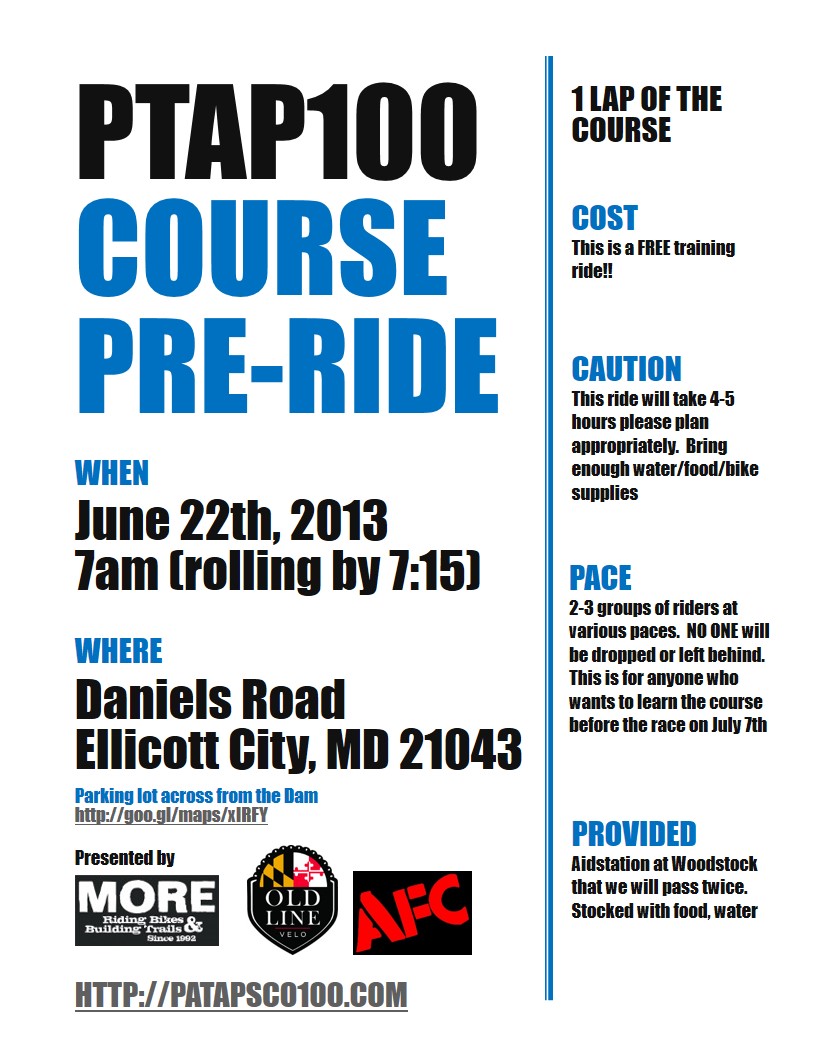 PTAP100
COURSE
PRE-RIDE
WHEN
June 22th, 2013
7am (rolling by 7:15)
WHERE
Daniels Road
Ellicott City, MD 21043
Parking lot across from the Dam
http://goo.gl/maps/xIRFY
Presented by
MORE
Riding Bikes &
Building Trails
Since 1992
OLD
LINE
VELO
AFC
HTTP://PATAPSCO100.COM
1 LAP OF THE
COURSE
COST
This is a FREE training
ride!!
CAUTION
This ride will take 4-5
hours please plan
appropriately.  Bring
enough water/food/bike
supplies
PACE
2-3 groups of riders at
various paces.  NO ONE will
be dropped or left behind.
This is for anyone who
wants to learn the course
before the race on July 7th
PROVIDED
Aidstation at Woodstock
that we will pass twice.
Stocked with food, water